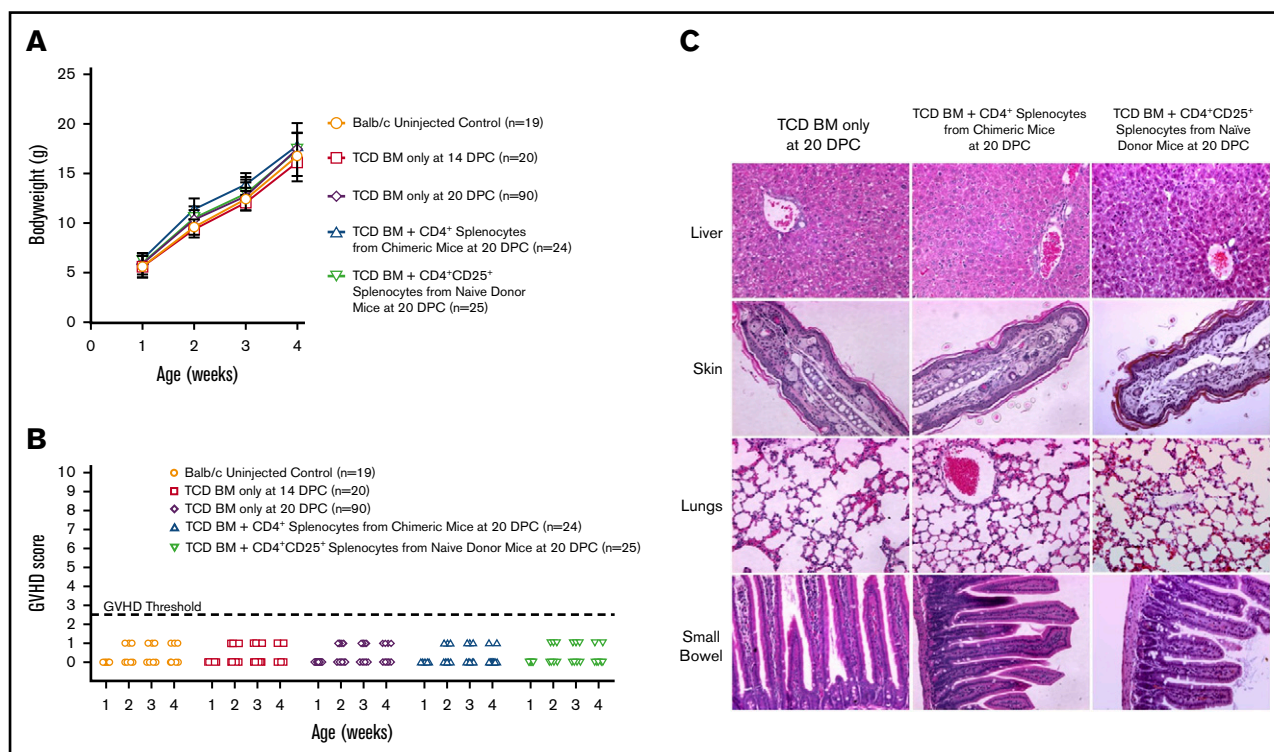 A
Bodyweight (g)
25
20
15
10
5
0
0
1
2
3
4
Age (weeks)
Balb/c Uninjected Control (n=19)
TCD BM only at 14 DPC (n=20)
TCD BM only at 20 DPC (n=90)
TCD BM + CD4⁺ Splenocytes
from Chimeric Mice at 20 DPC (n=24)
TCD BM + CD4⁺CD25⁺
Splenocytes from Naive Donor
Mice at 20 DPC (n=25)
B
GVHD score
10
9
8
7
6
5
4
3
2
1
0
Balb/c Uninjected Control (n=19)
TCD BM only at 14 DPC (n=20)
TCD BM only at 20 DPC (n=90)
TCD BM + CD4⁺ Splenocytes from Chimeric Mice at 20 DPC (n=24)
TCD BM + CD4⁺CD25⁺ Splenocytes from Naive Donor Mice at 20 DPC (n=25)
GVHD Threshold
1 2 3 4 1 2 3 4 1 2 3 4 1 2 3 4 1 2 3 4
Age (weeks)
C
TCD BM only
at 20 DPC
TCD BM + CD4⁺ Splenocytes
from Chimeric Mice
at 20 DPC
TCD BM + CD4⁺CD25⁺
Splenocytes from Naïve
Donor Mice at 20 DPC
Liver
Skin
Lungs
Small
Bowel